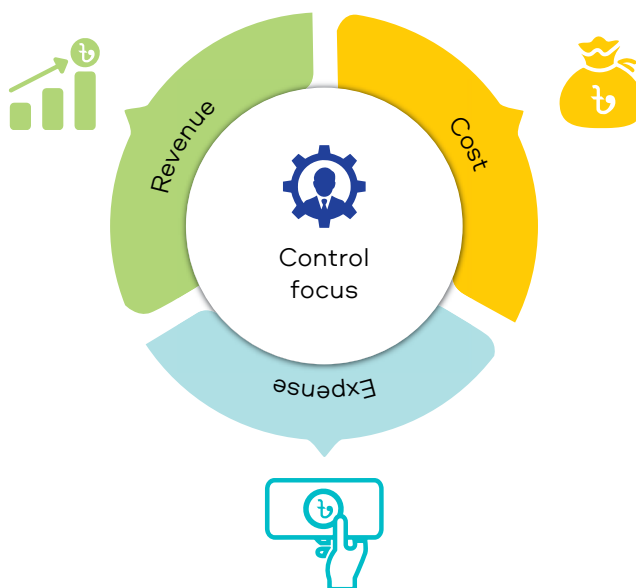 ৳
৳
Revenue
Cost
Control
focus
Expense
৳